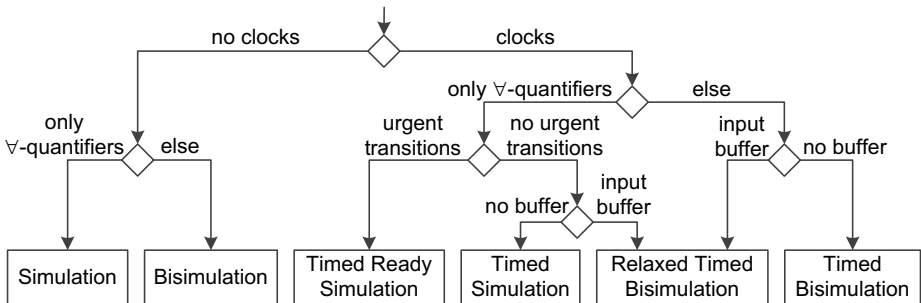 no clocks
clocks
only ∀-quantifiers
else
only
∀-quantifiers
else
urgent
transitions
no urgent
transitions
input
buffer
no buffer
no buffer
input
buffer
Simulation
Bisimulation
Timed Ready
Simulation
Timed
Simulation
Relaxed Timed
Bisimulation
Timed
Bisimulation